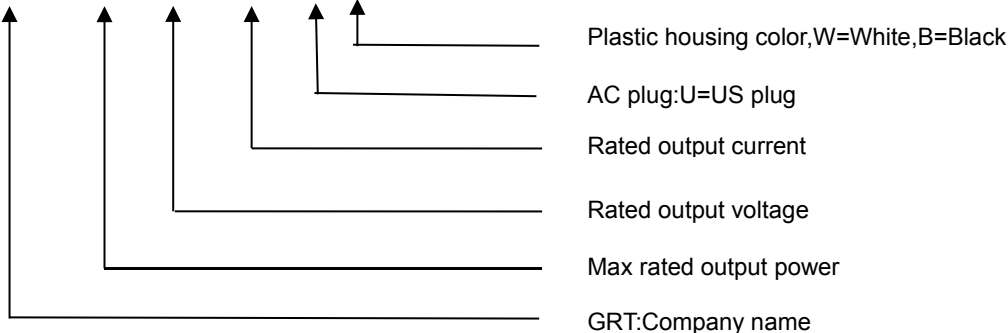 Plastic housing color,W=White,B=Black
AC plug:U=US plug
Rated output current
Rated output voltage
Max rated output power
GRT:Company name